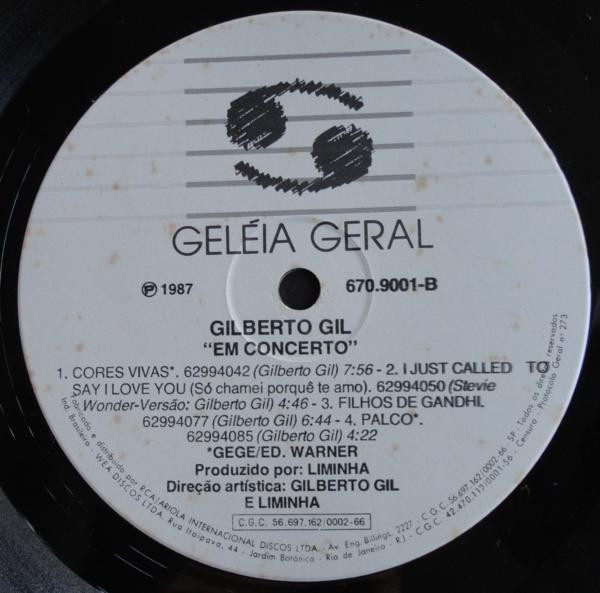 GELÉIA GERAL
℗ 1987 670.9001-B
GILBERTO GIL
"EM CONCERTO"
1. CORES VIVAS*. 62994042 (Gilberto Gil) 7:56 - 2. I JUST CALLED TO
SAY I LOVE YOU (Só chamei porquê te amo). 62994050 (Stevie
Wonder-Versão: Gilberto Gil) 4:46 - 3. FILHOS DE GANDHI.
62994077 (Gilberto Gil) 6:44 - 4. PALCO*.
62994085 (Gilberto Gil) 4:22
*GEGE/ED. WARNER
Produzido por: LIMINHA
Direção artística: GILBERTO GIL
E LIMINHA
C.G.C. 56.697.162/0002-66
Fabricado e distribuído por RCA/ARIOLA INTERNACIONAL DISCOS LTDA. - Av. Eng. Billings, 2227 - C.G.C. 56.697.162/0002-66 - SP - Todos os direitos reservados
Ind. Brasileira - WEA DISCOS LTDA. Rua Itaipava, 44 - Jardim Botânico - Rio de Janeiro - RJ - C.G.C. 42.470.112/0001-56 - Censura - Protocolo Geral nº 273